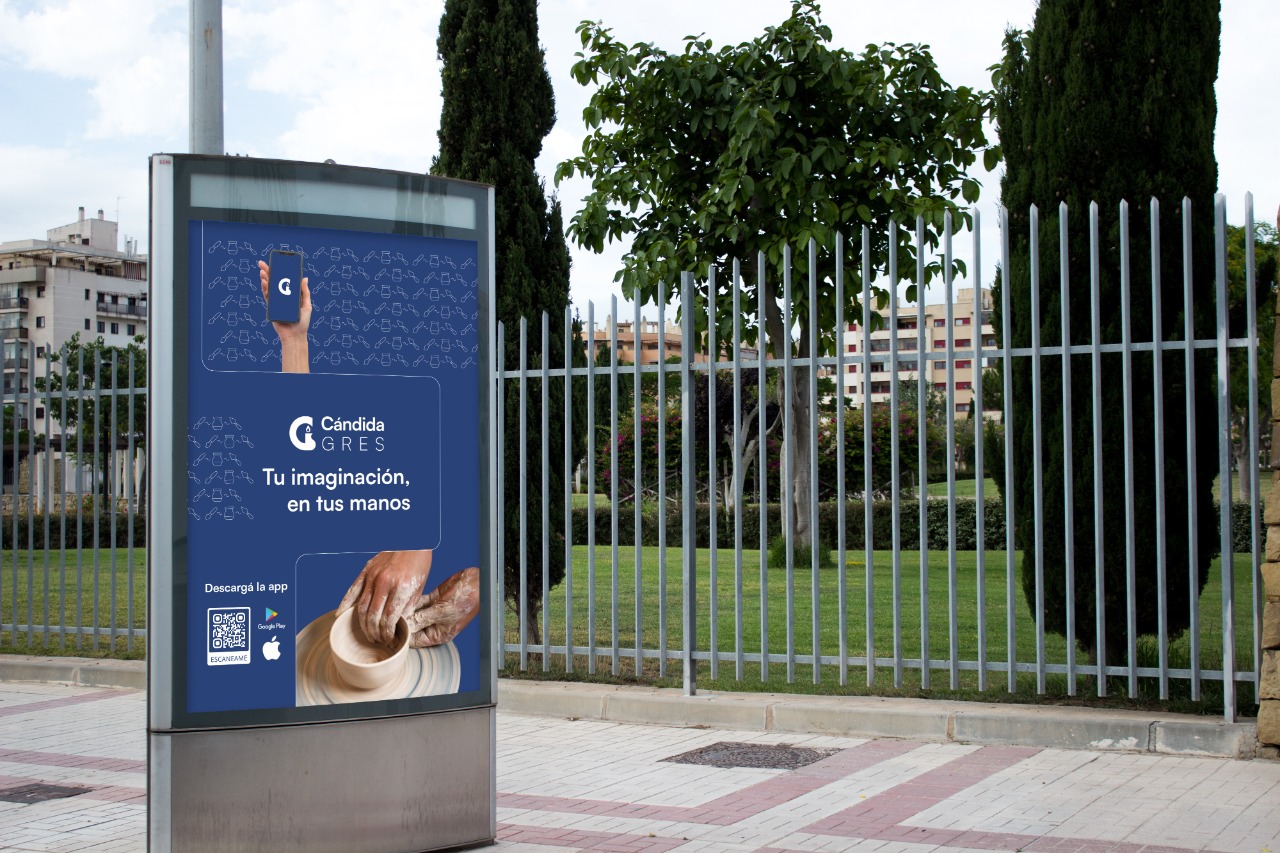 Cándida
GRES
Tu imaginación,
en tus manos
Descargá la app
Google Play
ESCANEAME